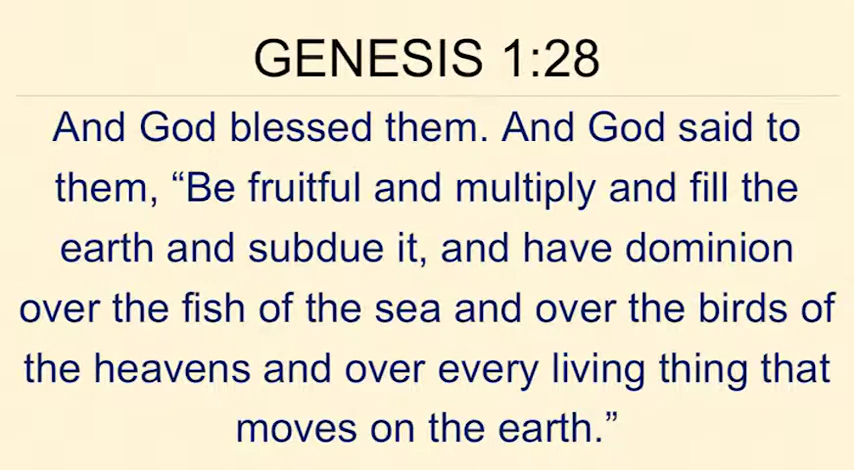 GENESIS 1:28
And God blessed them. And God said to
them, “Be fruitful and multiply and fill the
earth and subdue it, and have dominion
over the fish of the sea and over the birds of
the heavens and over every living thing that
moves on the earth.”